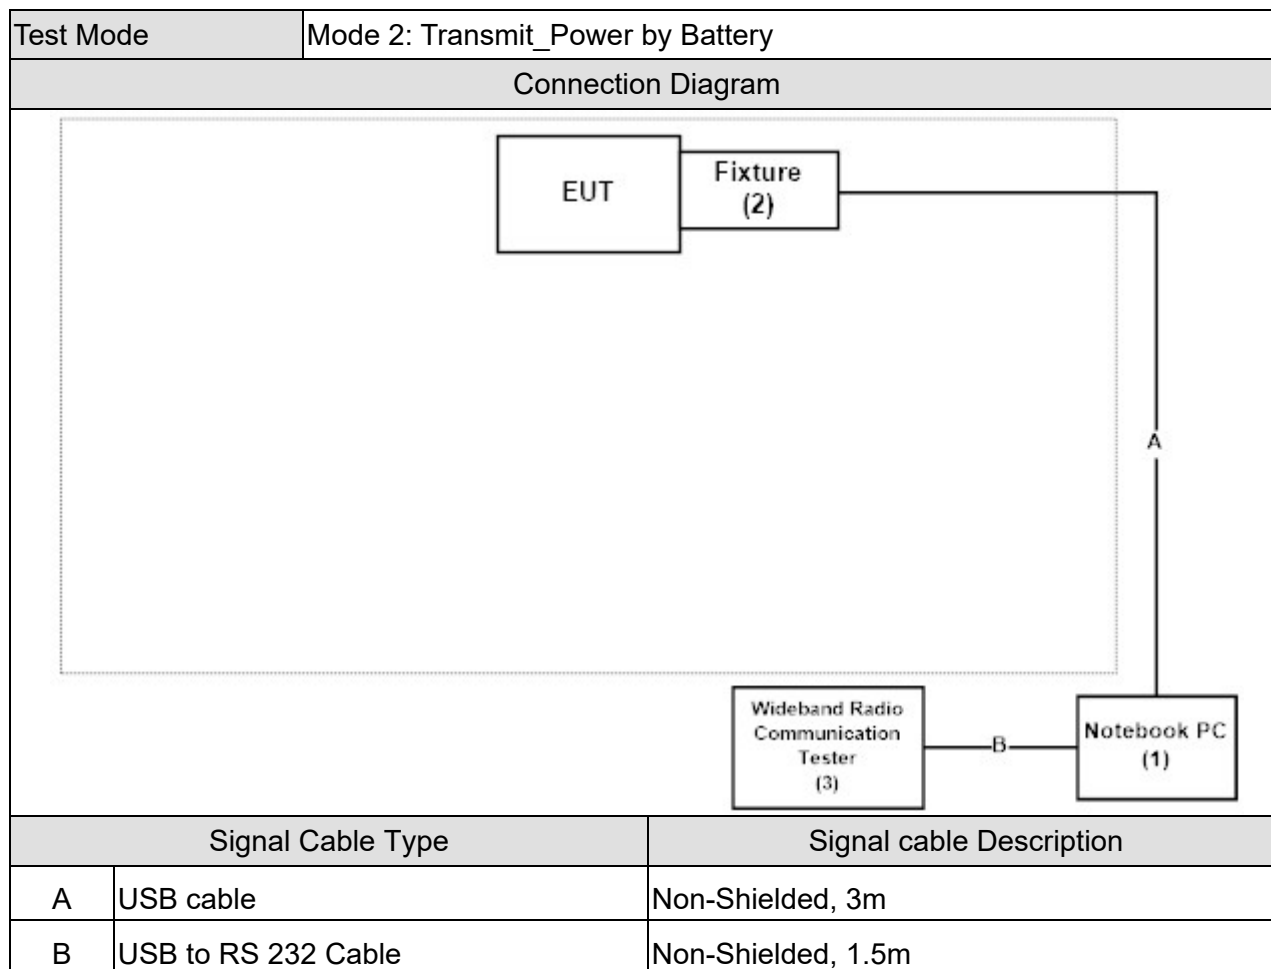 Test Mode Mode 2: Transmit_Power by Battery
Connection Diagram
EUT
Fixture
(2)
A
Wideband Radio
Communication
Tester
(3)
B
Notebook PC
(1)
Signal Cable Type Signal cable Description
A USB cable Non-Shielded, 3m
B USB to RS 232 Cable Non-Shielded, 1.5m